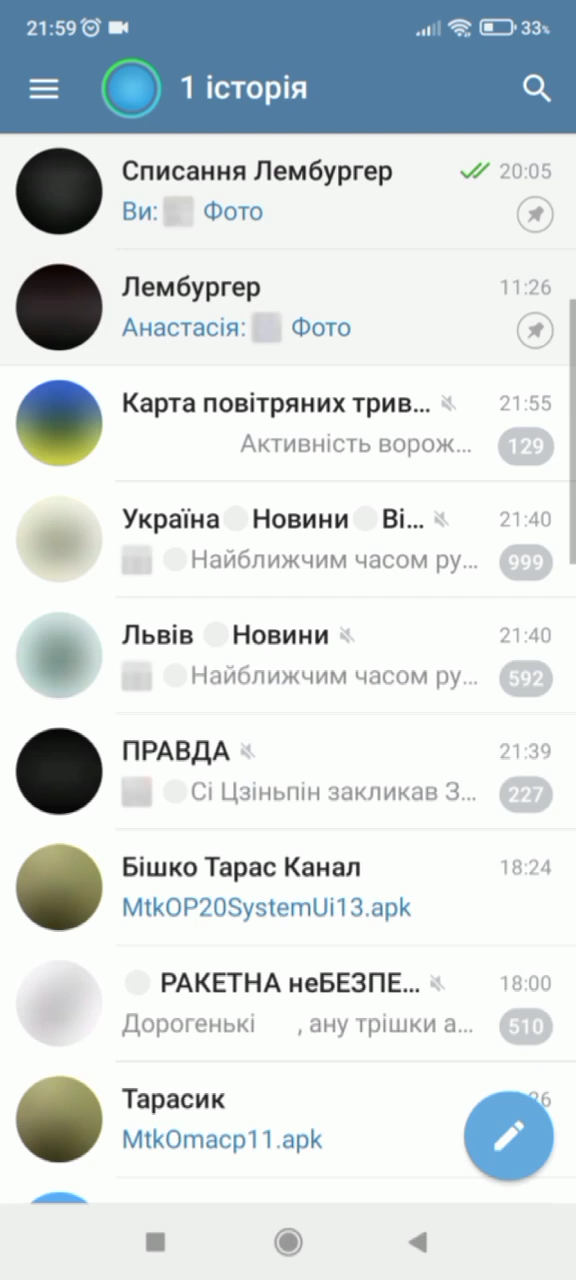 21:59
33%
1 історія
Списання Лембургер 20:05
Ви: Фото
Лембургер 11:26
Анастасія: Фото
Карта повітряних трив... 21:55
Активність ворож... 129
Україна Новини Ві... 21:40
Найближчим часом ру... 999
Львів Новини 21:40
Найближчим часом ру... 592
ПРАВДА 21:39
Сі Цзіньпін закликав З... 227
Бішко Тарас Канал 18:24
MtkOP20SystemUi13.apk
РАКЕТНА неБЕЗПЕ... 18:00
Дорогенькі , ану трішки а... 510
Тарасик
MtkOmacp11.apk